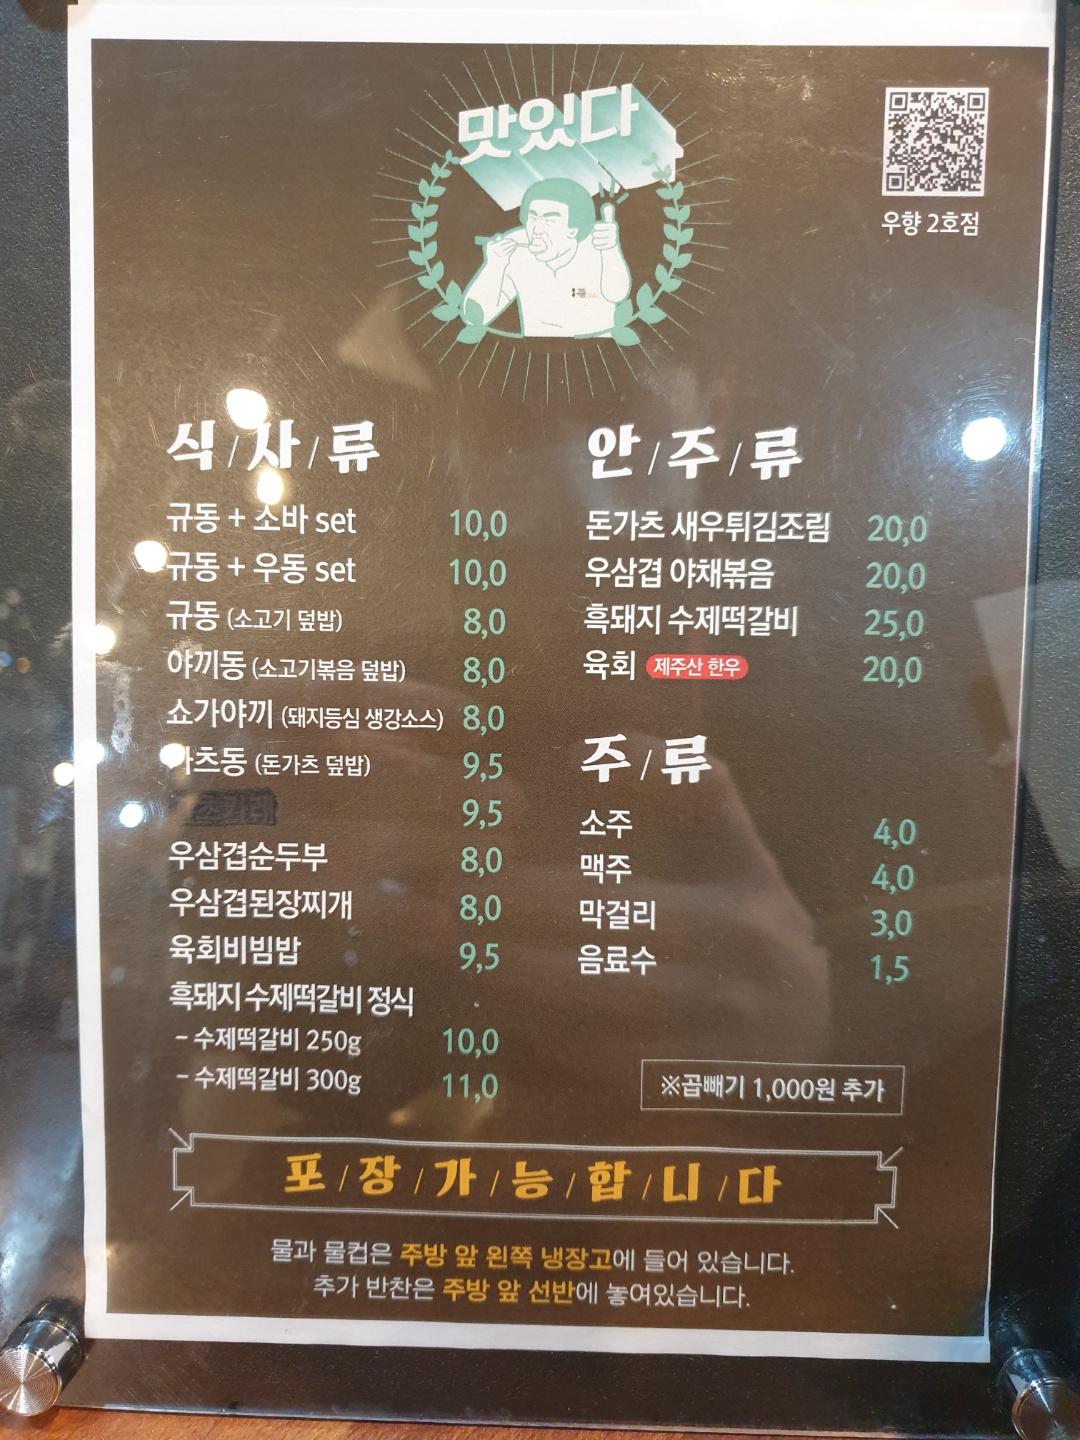 맛있다
우향 2호점
식/사/류
규동 + 소바 set 10,0
규동 + 우동 set 10,0
규동 (소고기 덮밥) 8,0
야끼동 (소고기볶음 덮밥) 8,0
쇼가야끼 (돼지등심 생강소스) 8,0
가츠동 (돈가츠 덮밥) 9,5
9,5
우삼겹순두부 8,0
우삼겹된장찌개 8,0
육회비빔밥 9,5
흑돼지 수제떡갈비 정식
- 수제떡갈비 250g 10,0
- 수제떡갈비 300g 11,0
안/주/류
돈가츠 새우튀김조림 20,0
우삼겹 야채볶음 20,0
흑돼지 수제떡갈비 25,0
육회 제주산 한우 20,0
주/류
소주 4,0
맥주 4,0
막걸리 3,0
음료수 1,5
※곱빼기 1,000원 추가
포/장/가/능/합/니/다
물과 물컵은 주방 앞 왼쪽 냉장고에 들어 있습니다.
추가 반찬은 주방 앞 선반에 놓여있습니다.